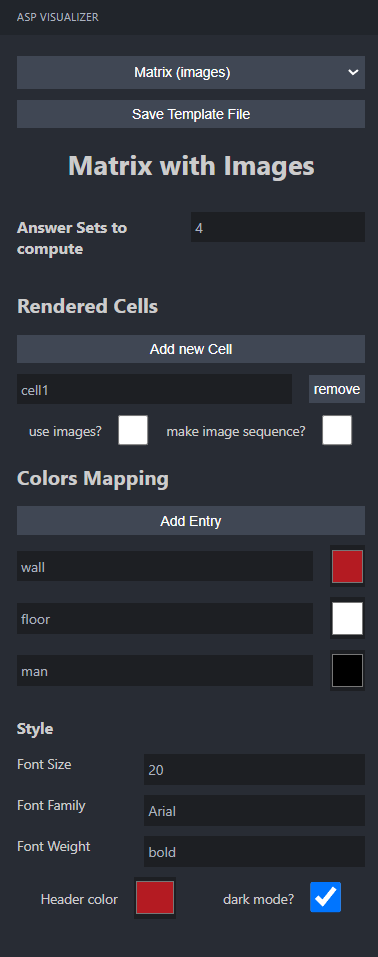 ASP VISUALIZER
Matrix (images)
Save Template File
Matrix with Images
Answer Sets to
compute
4
Rendered Cells
Add new Cell
cell1
remove
use images?
make image sequence?
Colors Mapping
Add Entry
wall
floor
man
Style
Font Size
20
Font Family
Arial
Font Weight
bold
Header color
dark mode?